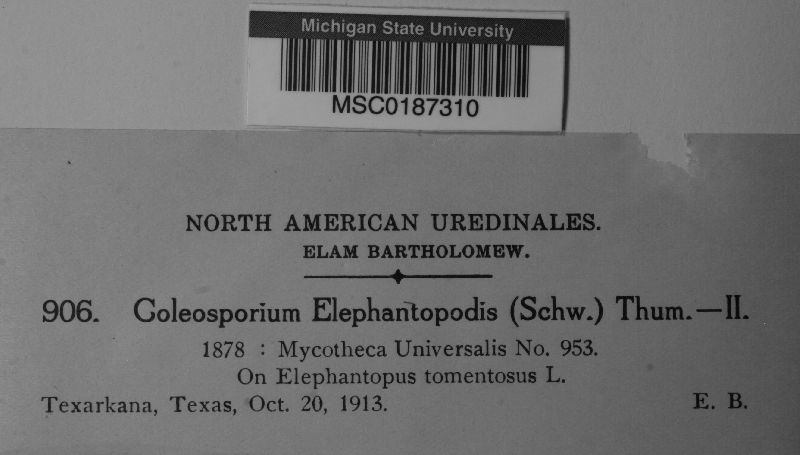 Michigan State University
MSC0187310
NORTH AMERICAN UREDINALES.
ELAM BARTHOLOMEW.
906. Coleosporium Elephantopodis (Schw.) Thum.—II.
1878 : Mycotheca Universalis No. 953.
On Elephantopus tomentosus L.
Texarkana, Texas, Oct. 20, 1913. E. B.